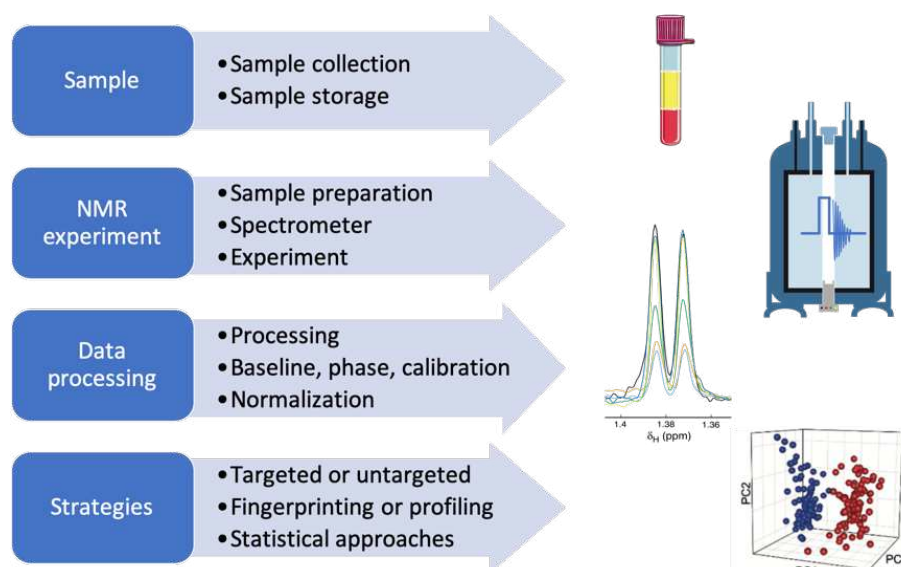 Sample
•Sample collection
•Sample storage
NMR
experiment
•Sample preparation
•Spectrometer
•Experiment
Data
processing
•Processing
•Baseline, phase, calibration
•Normalization
Strategies
•Targeted or untargeted
•Fingerprinting or profiling
•Statistical approaches
1.4 1.38 1.36
δH (ppm)
PC2